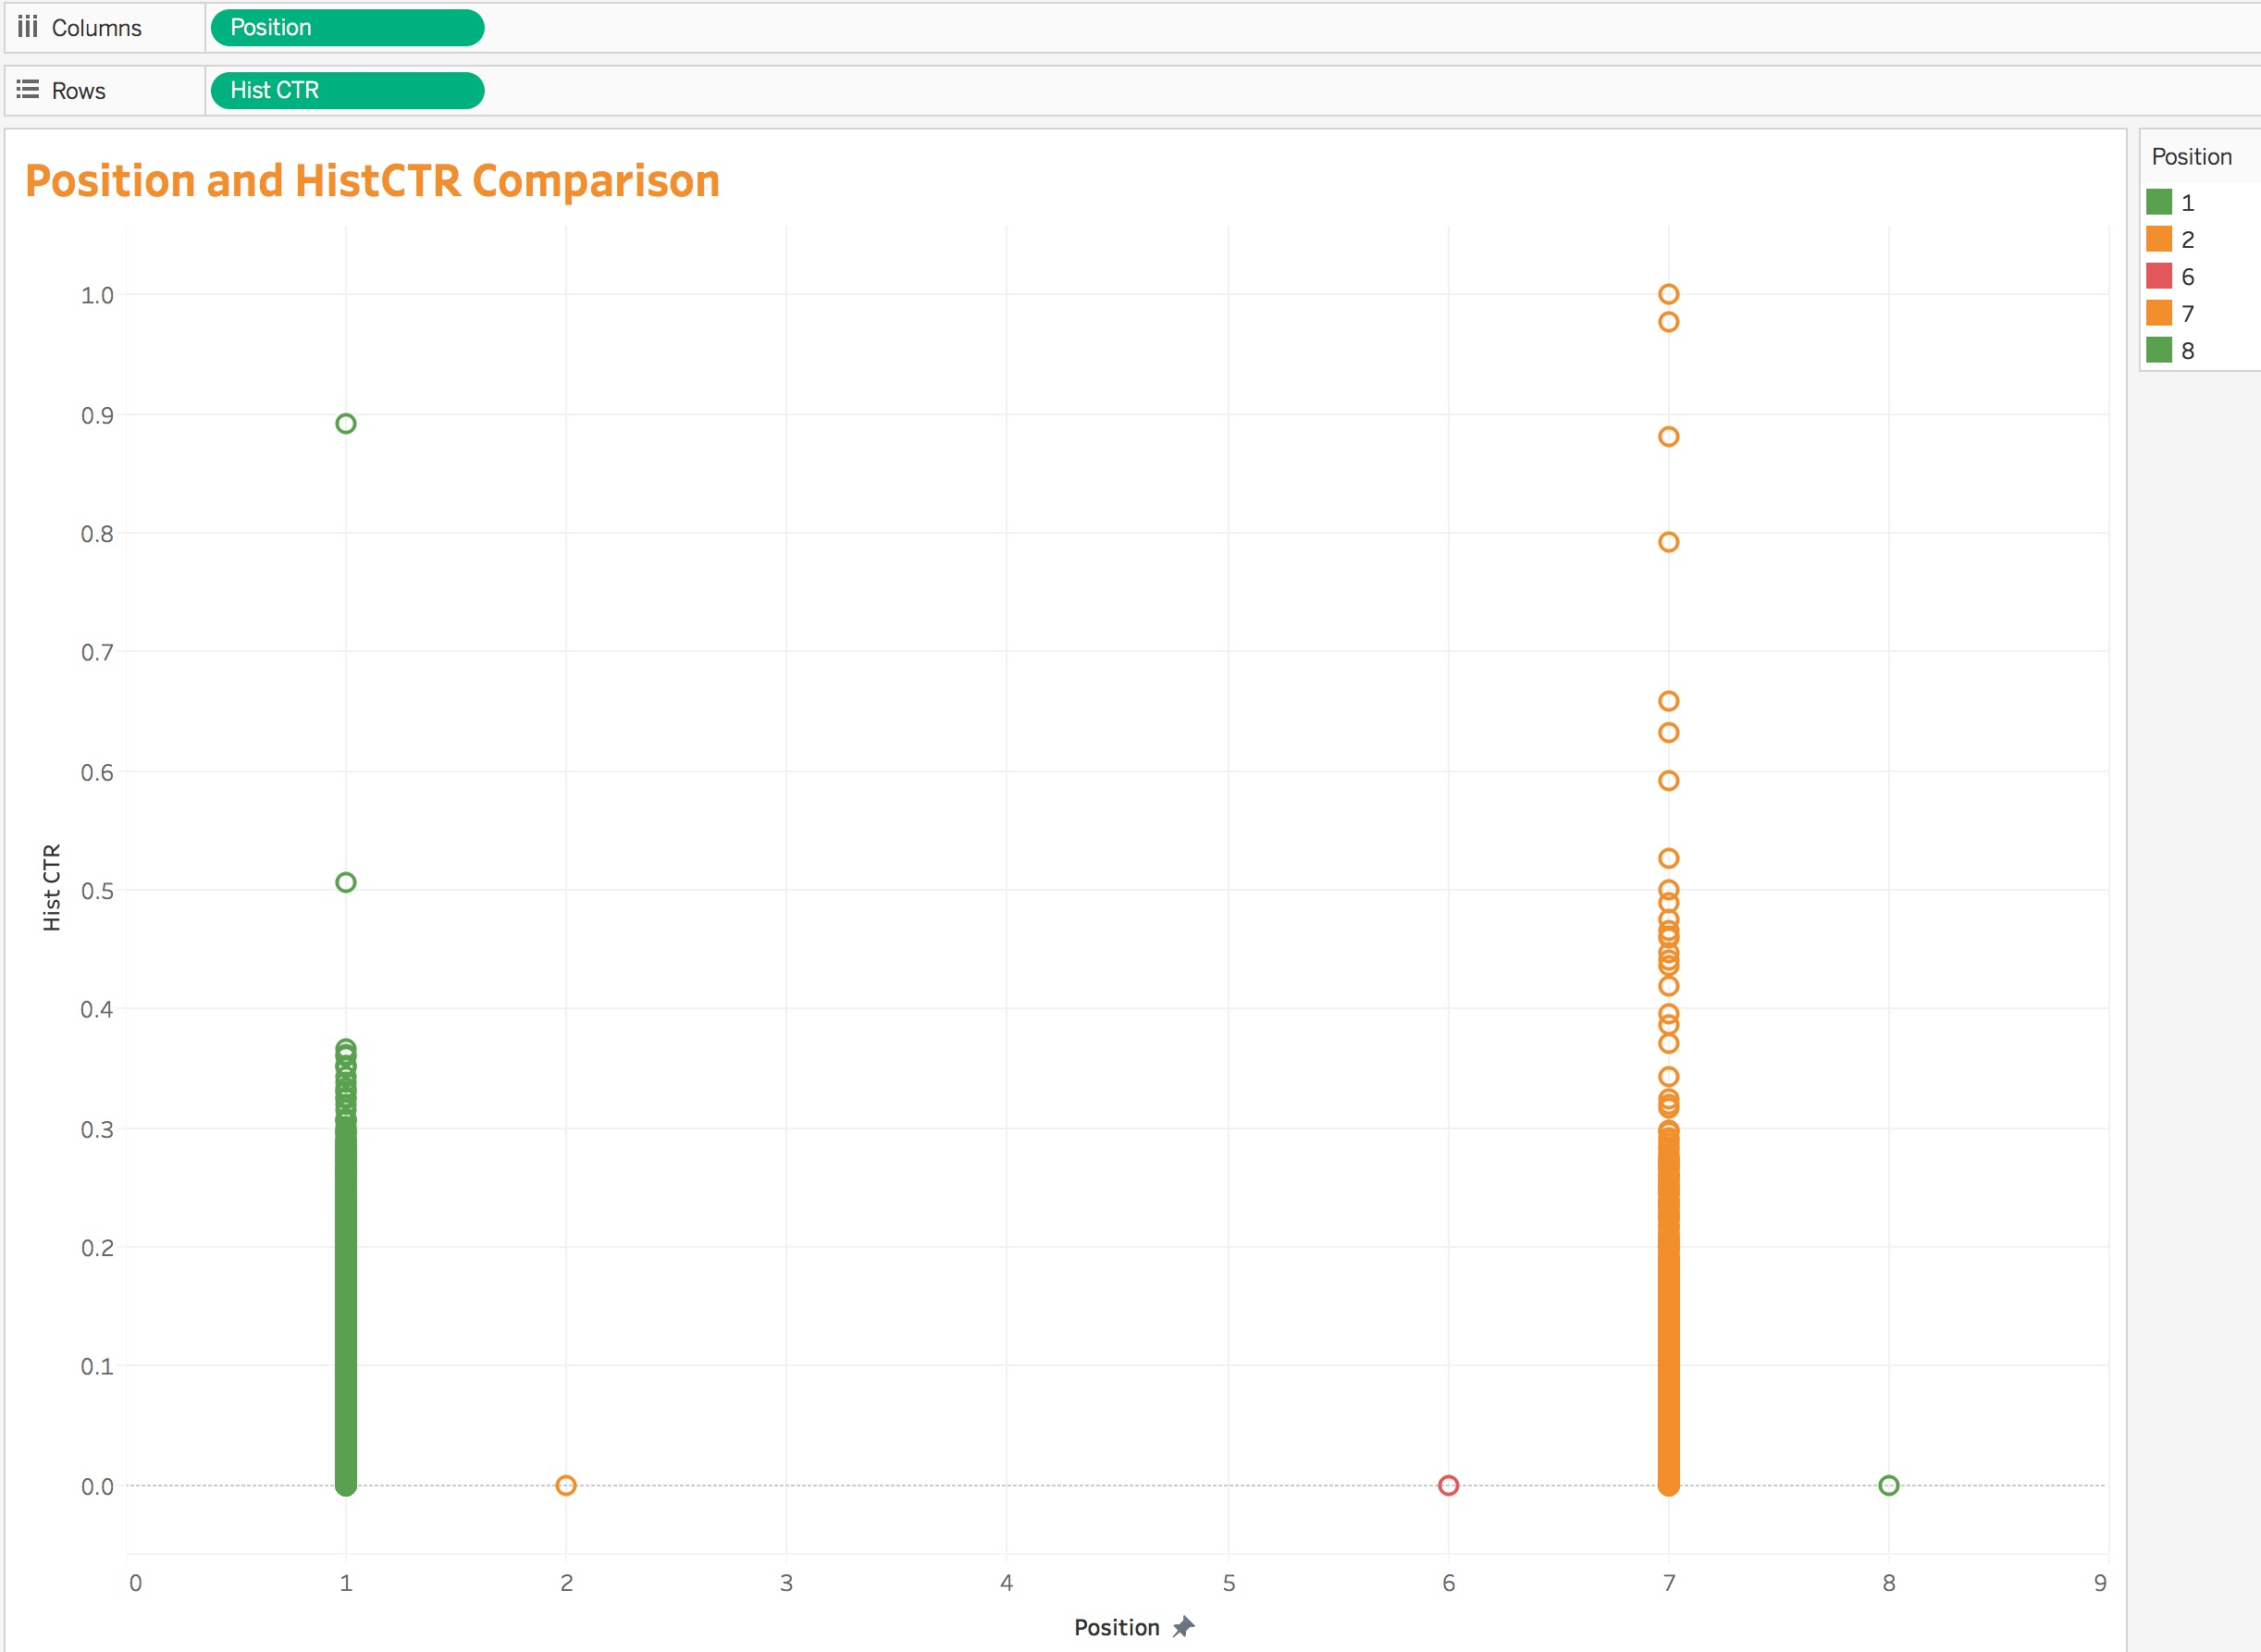 Columns Position
Rows Hist CTR
Position and HistCTR Comparison
Position
1
2
6
7
8
Hist CTR
1.0
0.9
0.8
0.7
0.6
0.5
0.4
0.3
0.2
0.1
0.0
0 1 2 3 4 5 6 7 8 9
Position